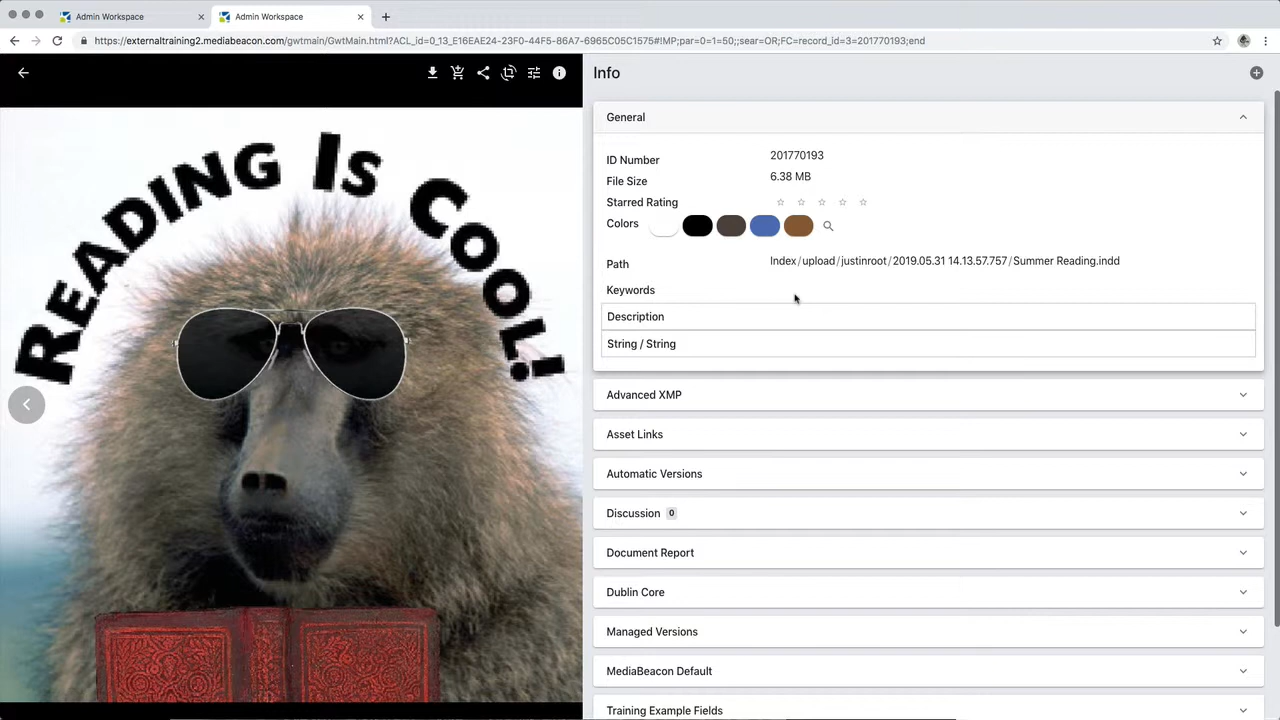 Admin Workspace
Admin Workspace
https://externaltraining2.mediabeacon.com/gwtmain/GwtMain.html?ACL_id=0_13_E16EAE24-23F0-44F5-86A7-6965C05C1575#!MP;par=0=1=50;;sear=OR;FC=record_id=3=201770193;end
READING IS COOL!
Info
General
ID Number 201770193
File Size 6.38 MB
Starred Rating
Colors
Path Index/upload/justinroot/2019.05.31 14.13.57.757/Summer Reading.indd
Keywords
Description
String / String
Advanced XMP
Asset Links
Automatic Versions
Discussion 0
Document Report
Dublin Core
Managed Versions
MediaBeacon Default
Training Example Fields